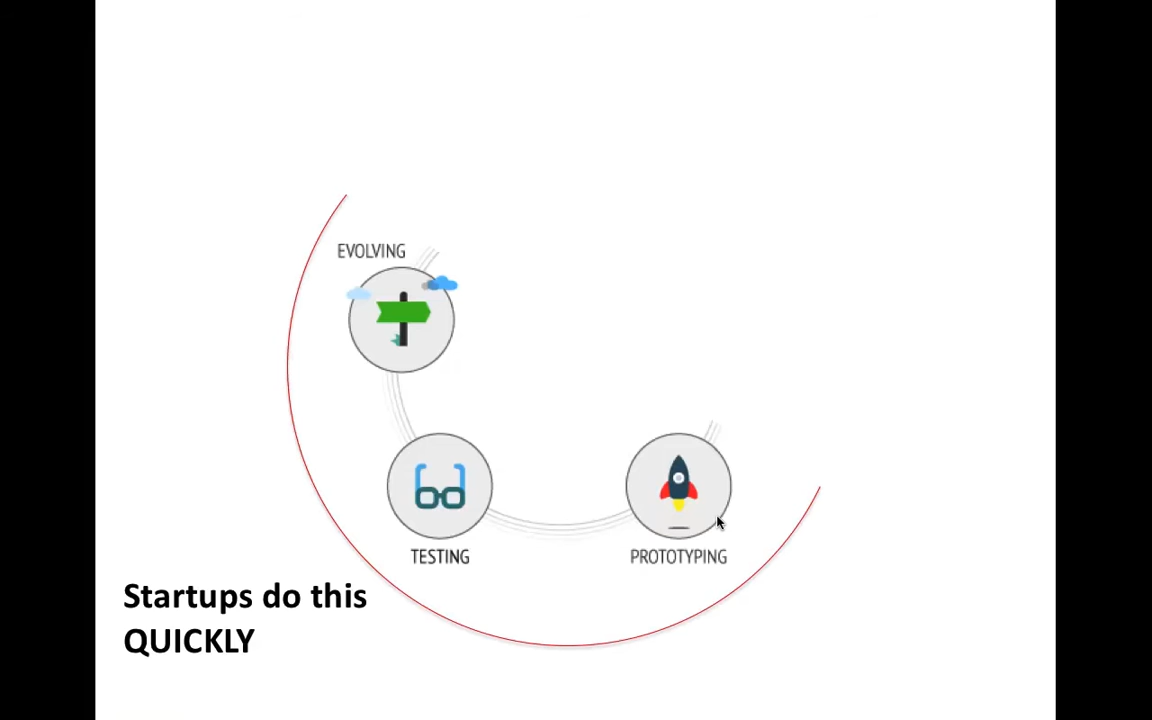 EVOLVING
TESTING
PROTOTYPING
Startups do this
QUICKLY